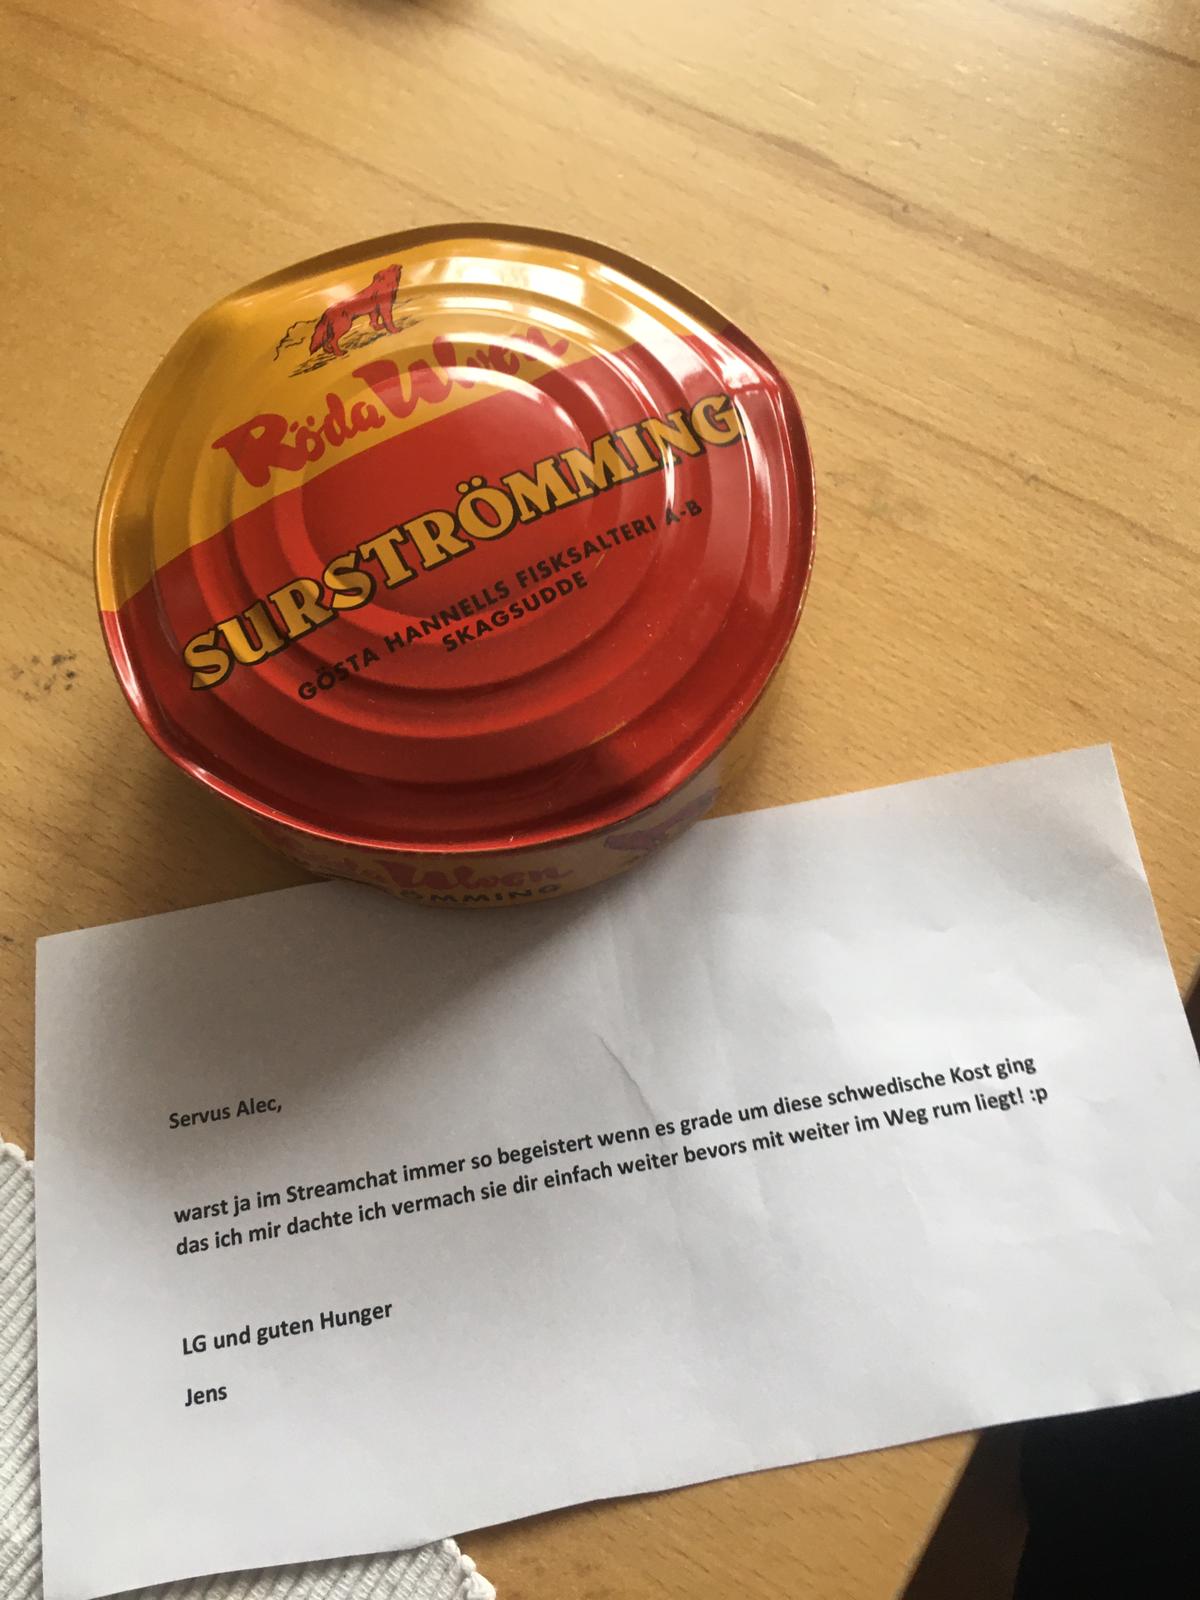 Röda Ulven
SURSTRÖMMING
GÖSTA HANNELLS FISKSALTERI A-B
SKAGSUDDE
Röda Ulven
ÖMMING
Servus Alec,
warst ja im Streamchat immer so begeistert wenn es grade um diese schwedische Kost ging
das ich mir dachte ich vermach sie dir einfach weiter bevors mit weiter im Weg rum liegt! :p
LG und guten Hunger
Jens